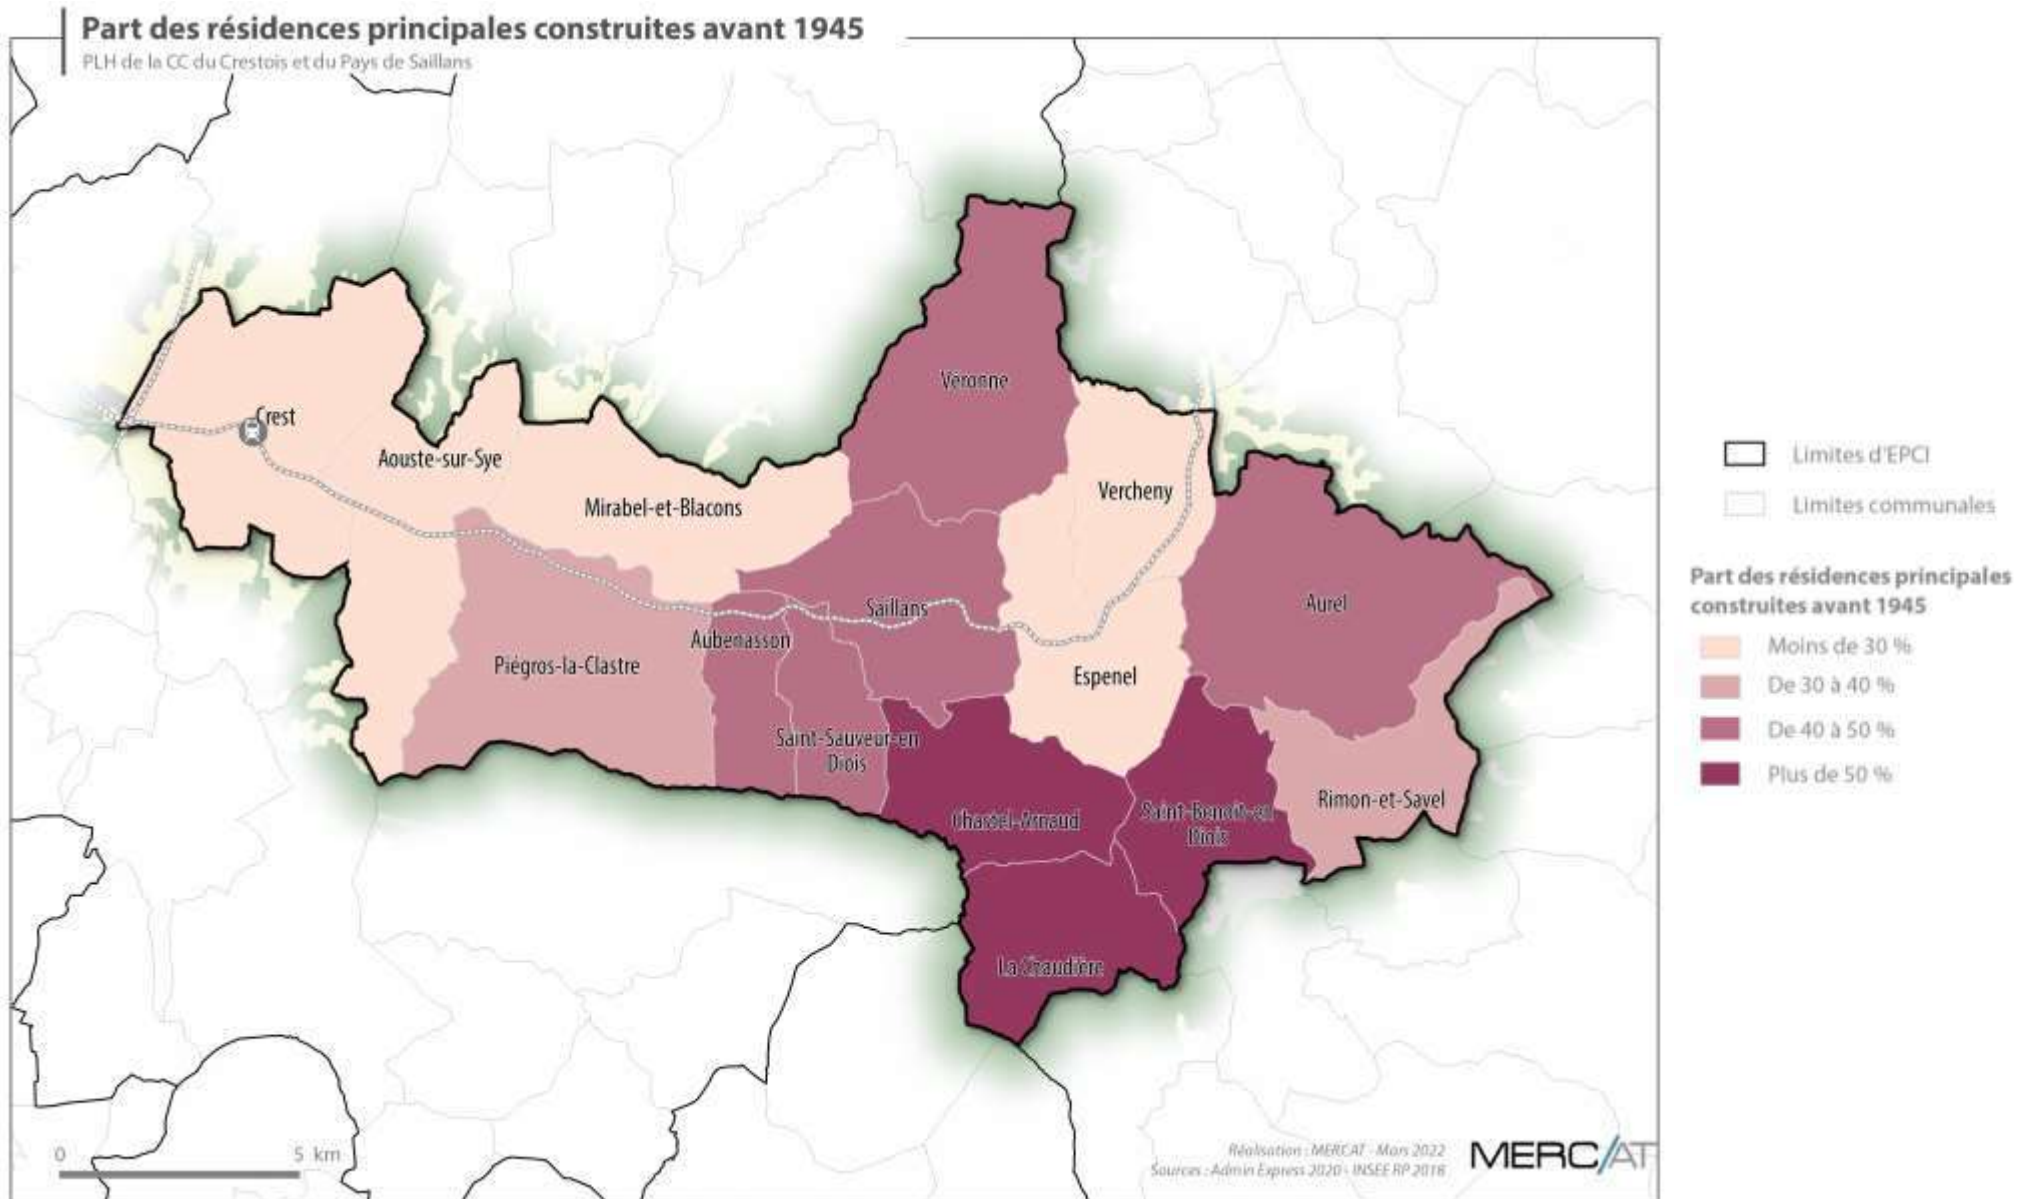 Part des résidences principales construites avant 1945
PLH de la CC du Crestois et du Pays de Saillans
Véronne
Crest
Aouste-sur-Sye
Mirabel-et-Blacons
Vercheny
Saillans
Aurel
Aubenasson
Piégros-la-Clastre
Espenel
Saint-Sauveur-en
Diois
Rimon-et-Savel
Chastel-Arnaud
Saint-Benoit-en
Diois
La Chaudière
Limites d'EPCI
Limites communales
Part des résidences principales
construites avant 1945
Moins de 30 %
De 30 à 40 %
De 40 à 50 %
Plus de 50 %
0 5 km
Réalisation : MERCAT - Mars 2022
Sources : Admin Express 2020 - INSEE RP 2018
MERC/AT